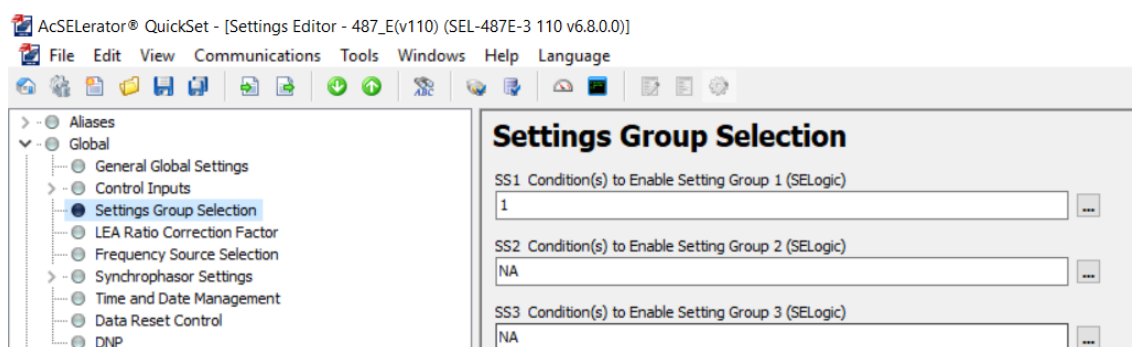 AcSELerator® QuickSet - [Settings Editor - 487_E(v110) (SEL-487E-3 110 v6.8.0.0)]
File Edit View Communications Tools Windows Help Language
Aliases
Global
General Global Settings
Control Inputs
Settings Group Selection
LEA Ratio Correction Factor
Frequency Source Selection
Synchrophasor Settings
Time and Date Management
Data Reset Control
DNP
Settings Group Selection
SS1 Condition(s) to Enable Setting Group 1 (SELogic)
1
...
SS2 Condition(s) to Enable Setting Group 2 (SELogic)
NA
...
SS3 Condition(s) to Enable Setting Group 3 (SELogic)
NA
...